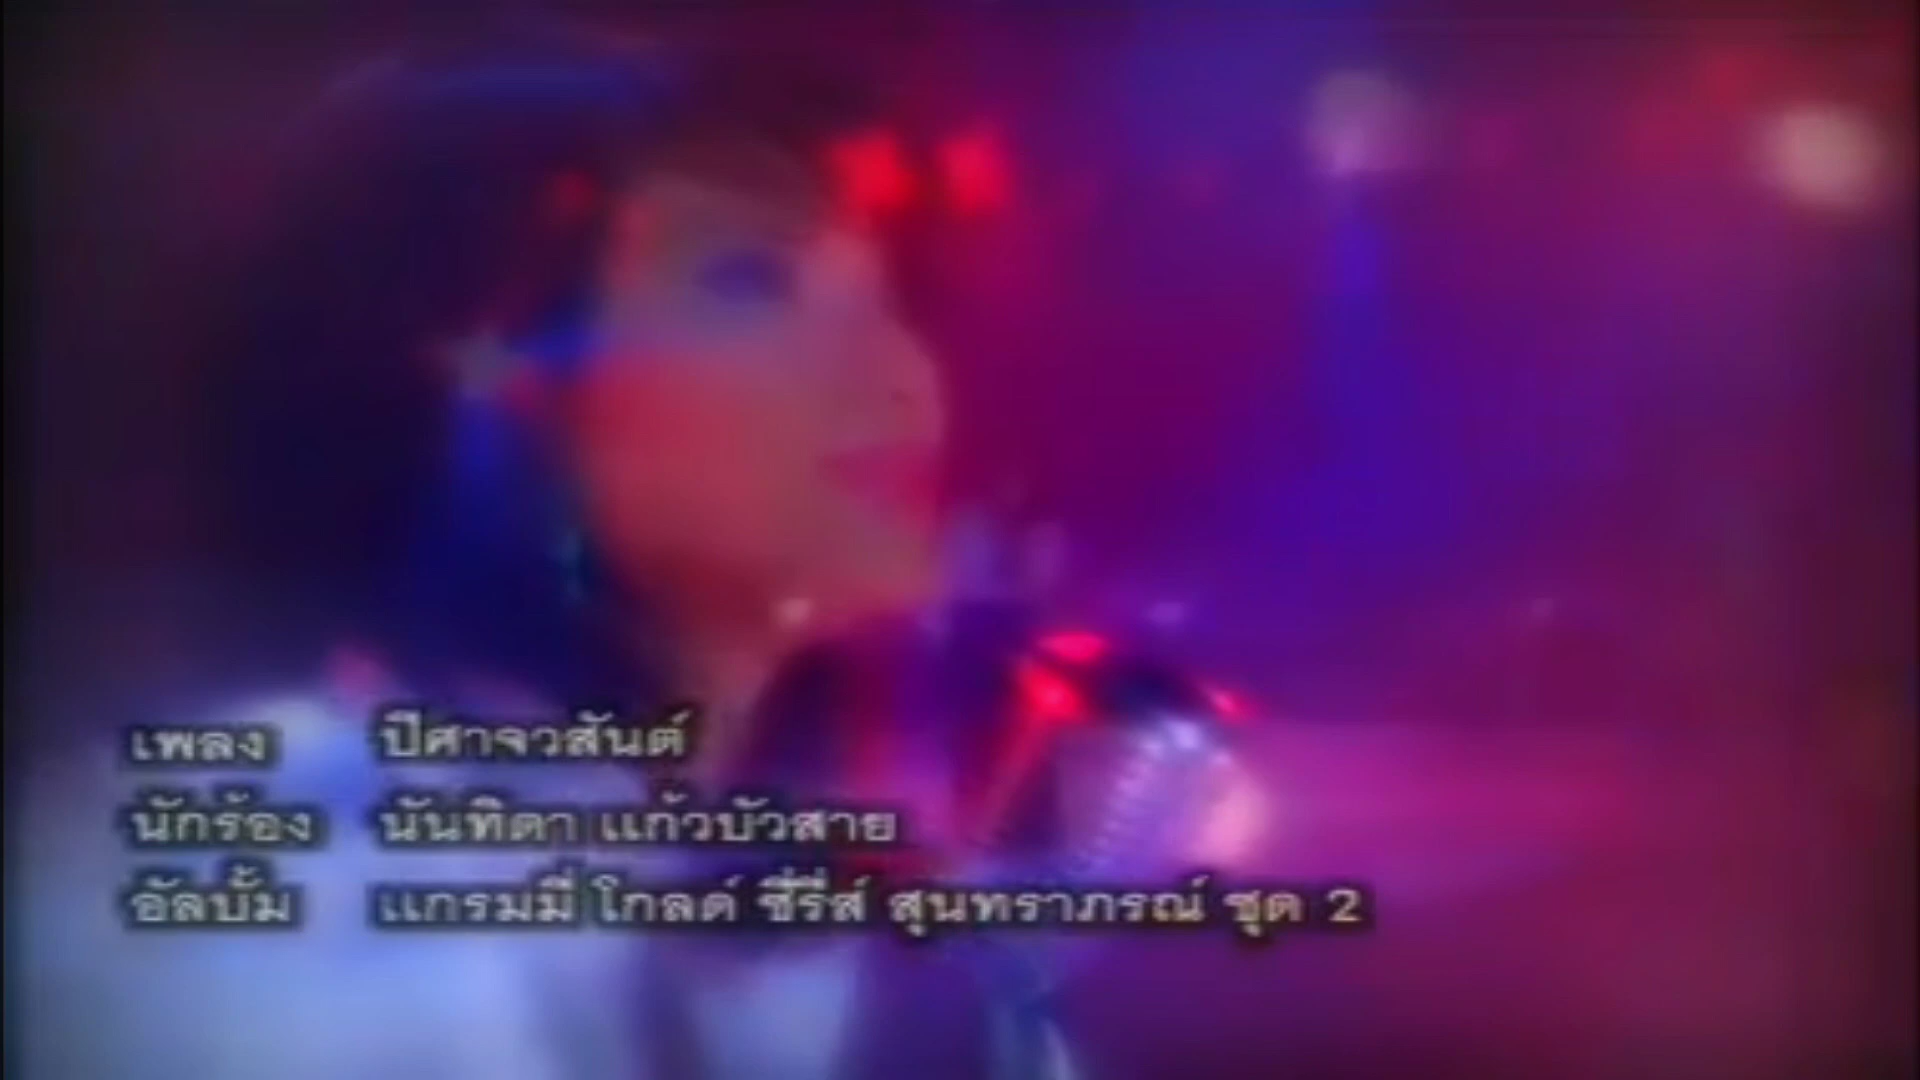 เพลง ปีศาจวสันต์
นักร้อง นันทิดา แก้วบัวสาย
อัลบั้ม แกรมมี่ โกลด์ ซีรี่ส์ สุนทราภรณ์ ชุด 2